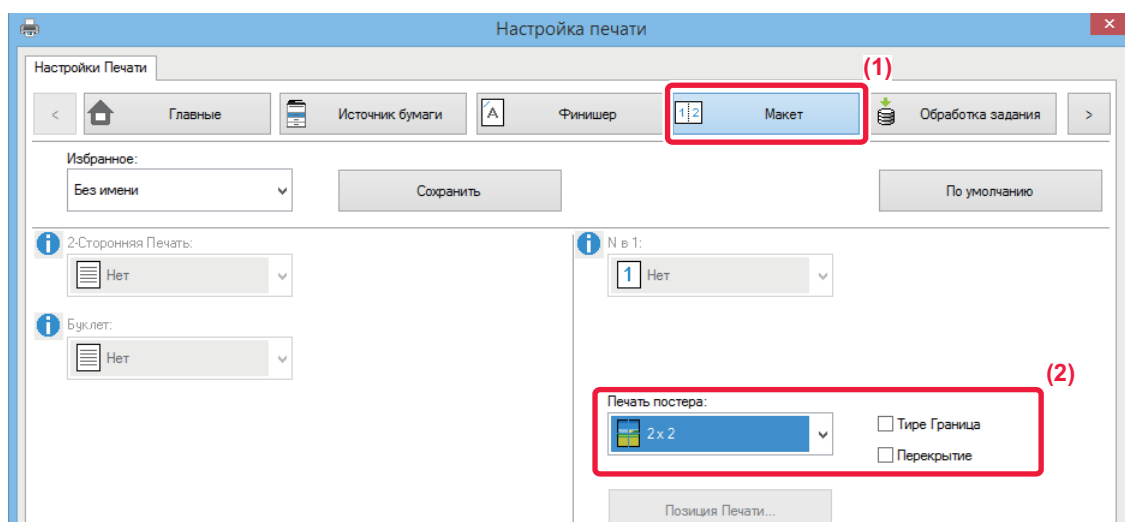 Настройка печати
Настройки Печати
(1)
< Главные Источник бумаги A Финишер 1 2 Макет Обработка задания >
Избранное:
Без имени Сохранить По умолчанию
2-Сторонняя Печать: N в 1:
Нет 1 Нет
Буклет:
Нет
(2)
Печать постера:
2 x 2 Тире Граница
Перекрытие
Позиция Печати...